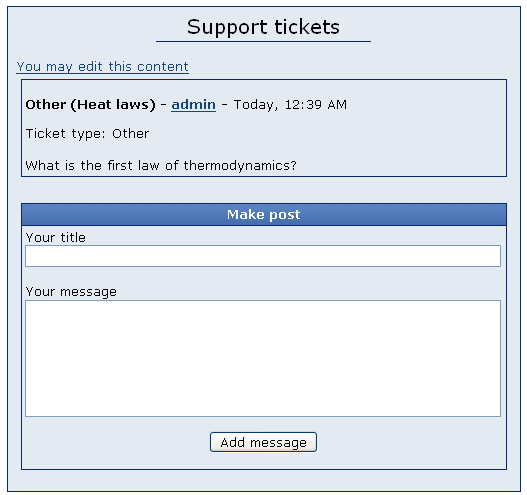 Support tickets
You may edit this content
Other (Heat laws) - admin - Today, 12:39 AM
Ticket type: Other
What is the first law of thermodynamics?
Make post
Your title
Your message
Add message